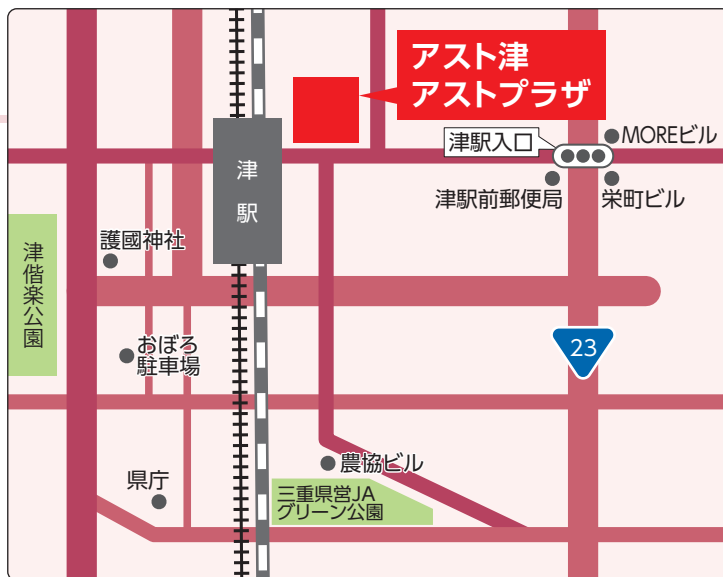 アスト津
アストプラザ
津駅入口
MOREビル
津駅
津駅前郵便局
栄町ビル
護國神社
津偕楽公園
おぼろ
駐車場
23
農協ビル
県庁
三重県営JA
グリーン公園